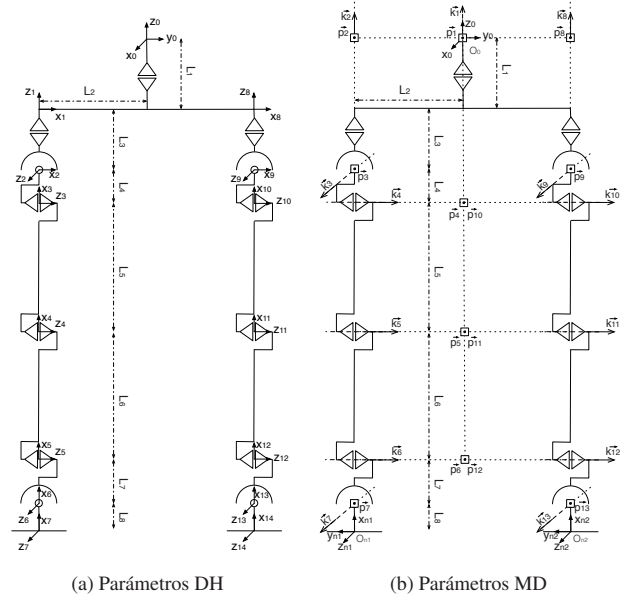 z0
y0
x0
L1
L2
z1
x1
z8
x8
L3
z2
x2
z9
x9
L4
x3
z3
x10
z10
L5
x4
z4
x11
z11
L6
x5
z5
x12
z12
L7
x6
z6
x13
z13
L8
x7
z7
x14
z14
(a) Parámetros DH
k1
z0
k2
p2
p1
y0
x0
O0
k8
p8
L1
L2
L3
k3
p3
k9
p9
L4
k4
p4 p10
k10
L5
k5
p5 p11
k11
L6
k6
p6 p12
k12
L7
k7
p7
k13
p13
L8
xn1
yn1
zn1
On1
xn2
yn2
zn2
On2
(b) Parámetros MD